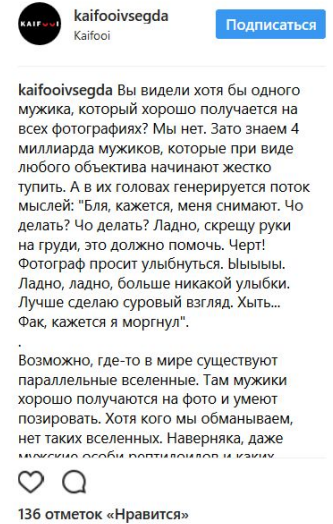 KAIFOOI
kaifooivsegda
Kaifooi
Подписаться
kaifooivsegda Вы видели хотя бы одного
мужика, который хорошо получается на
всех фотографиях? Мы нет. Зато знаем 4
миллиарда мужиков, которые при виде
любого объектива начинают жестко
тупить. А в их головах генерируется поток
мыслей: "Бля, кажется, меня снимают. Чо
делать? Чо делать? Ладно, скрещу руки
на груди, это должно помочь. Черт!
Фотограф просит улыбнуться. Ыыыыы.
Ладно, ладно, больше никакой улыбки.
Лучше сделаю суровый взгляд. Хыть...
Фак, кажется я моргнул".
.
Возможно, где-то в мире существуют
параллельные вселенные. Там мужики
хорошо получаются на фото и умеют
позировать. Хотя кого мы обманываем,
нет таких вселенных. Наверняка, даже
мужские особи рептилоидов и каких
136 отметок «Нравится»